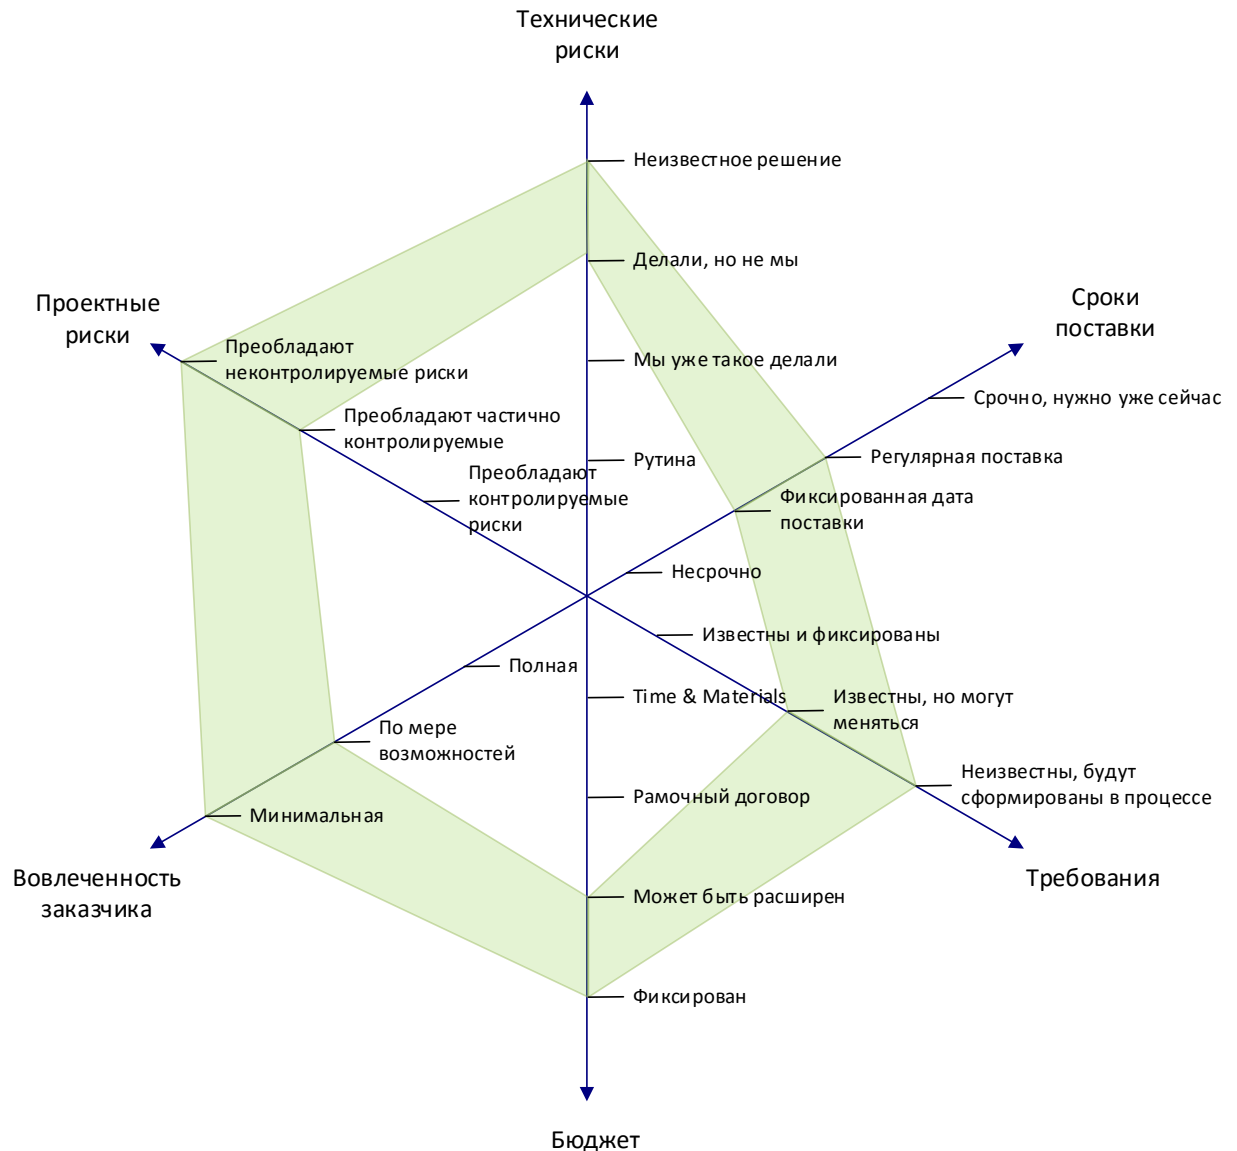 Технические
риски
Неизвестное решение
Делали, но не мы
Сроки
поставки
Проектные
риски
Преобладают
неконтролируемые риски
Мы уже такое делали
Срочно, нужно уже сейчас
Преобладают частично
контролируемые
Рутина
Регулярная поставка
Преобладают
контролируемые
риски
Фиксированная дата
поставки
Несрочно
Известны и фиксированы
Полная
Time & Materials
Известны, но могут
меняться
По мере
возможностей
Неизвестны, будут
сформированы в процессе
Рамочный договор
Минимальная
Вовлеченность
заказчика
Требования
Может быть расширен
Фиксирован
Бюджет